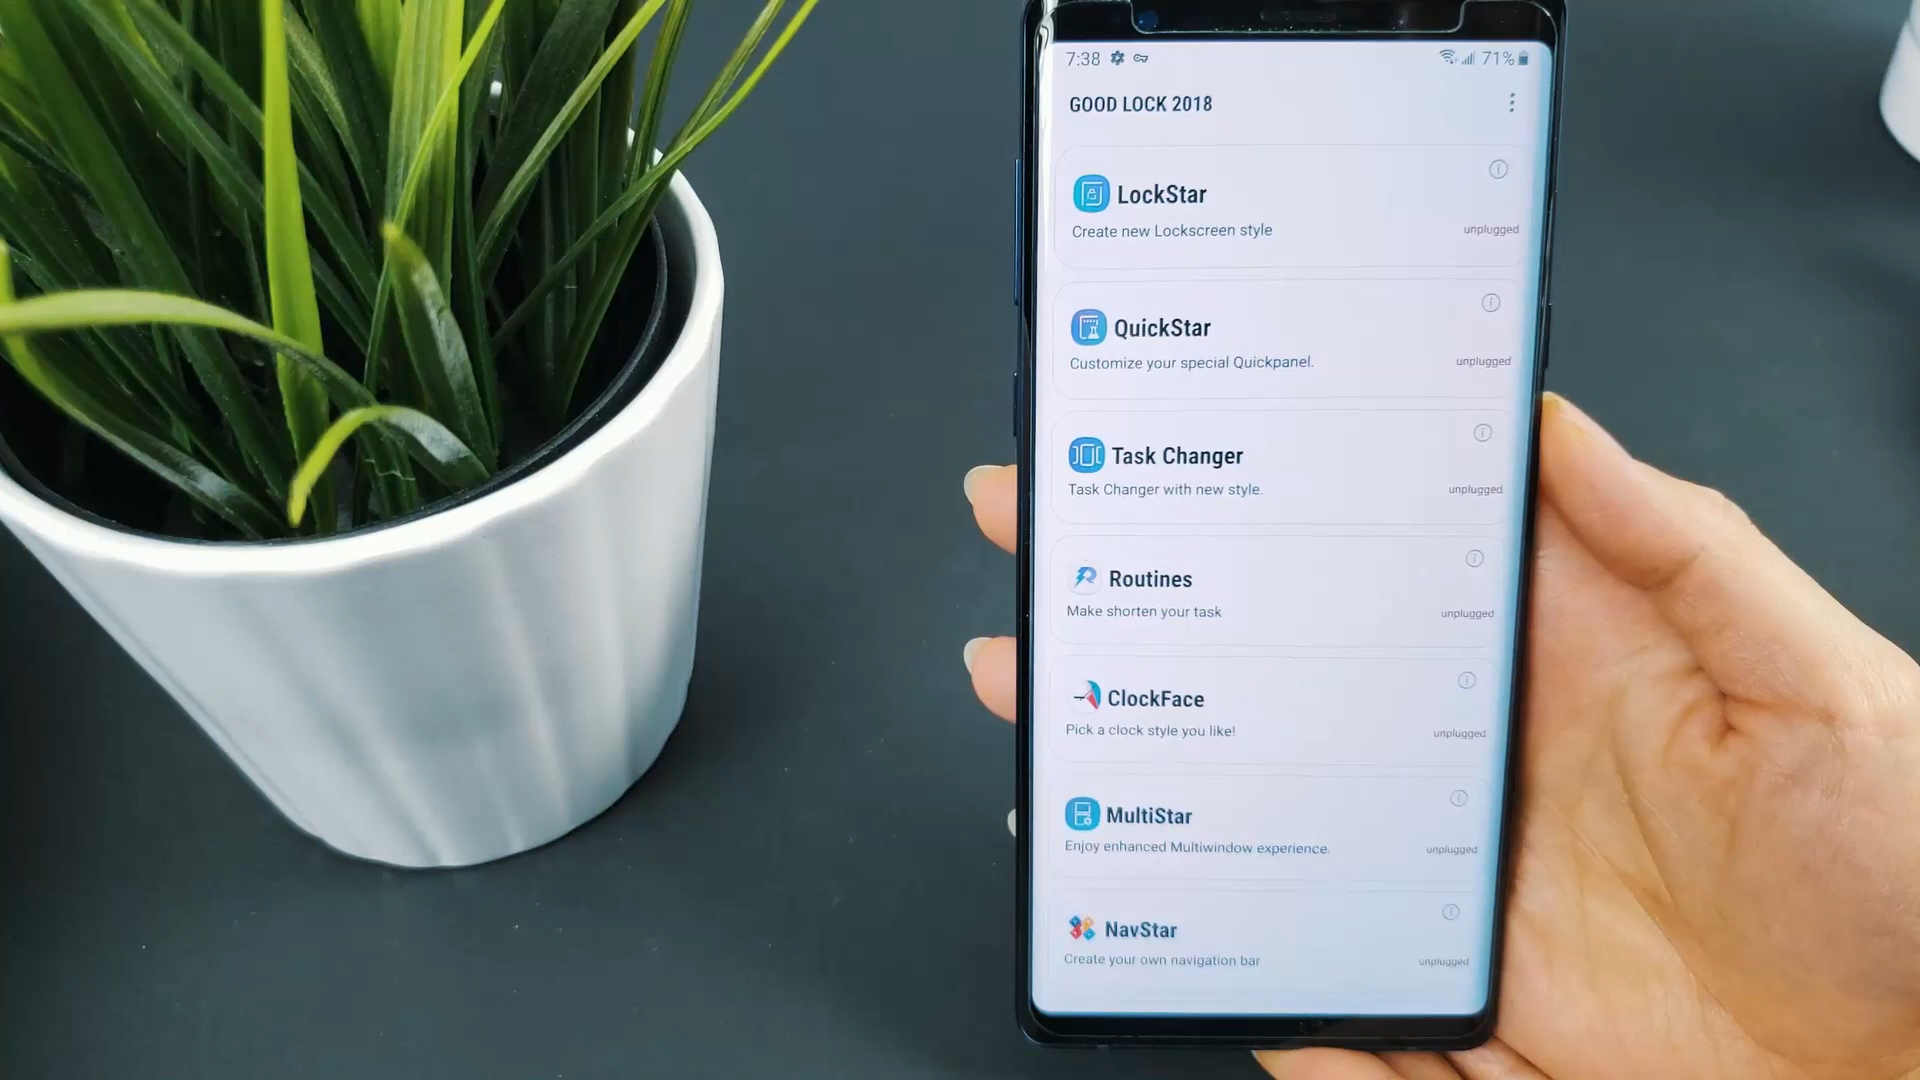 7:38 71%
GOOD LOCK 2018
LockStar
Create new Lockscreen style unplugged
QuickStar
Customize your special Quickpanel. unplugged
Task Changer
Task Changer with new style. unplugged
Routines
Make shorten your task unplugged
ClockFace
Pick a clock style you like! unplugged
MultiStar
Enjoy enhanced Multiwindow experience. unplugged
NavStar
Create your own navigation bar unplugged